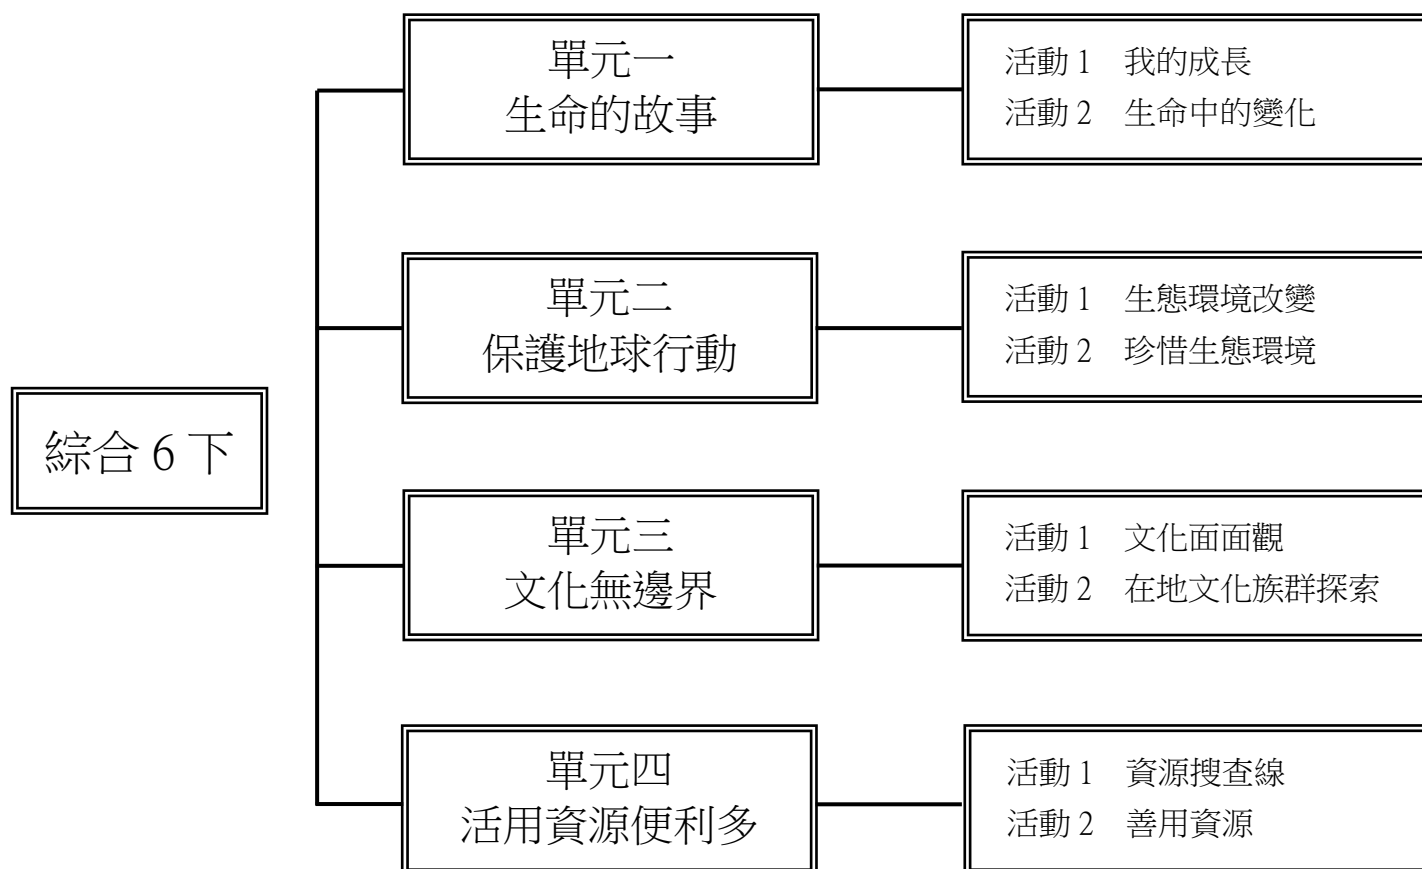 綜合 6 下
單元一
生命的故事
活動 1　我的成長
活動 2　生命中的變化
單元二
保護地球行動
活動 1　生態環境改變
活動 2　珍惜生態環境
單元三
文化無邊界
活動 1　文化面面觀
活動 2　在地文化族群探索
單元四
活用資源便利多
活動 1　資源搜查線
活動 2　善用資源